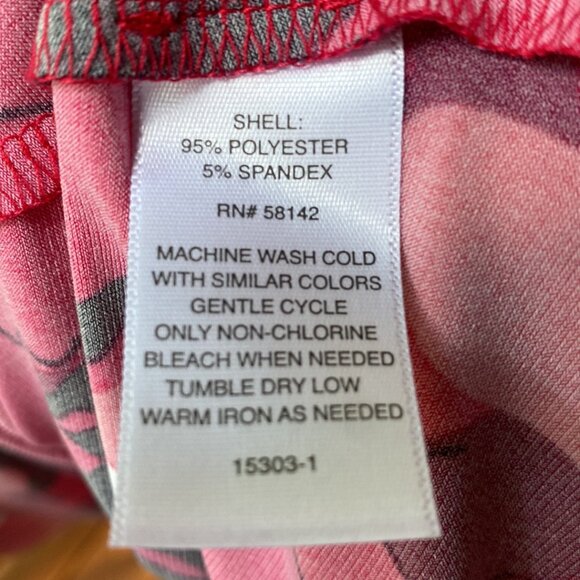 SHELL:
95% POLYESTER
5% SPANDEX
RN# 58142
MACHINE WASH COLD
WITH SIMILAR COLORS
GENTLE CYCLE
ONLY NON-CHLORINE
BLEACH WHEN NEEDED
TUMBLE DRY LOW
WARM IRON AS NEEDED
15303-1